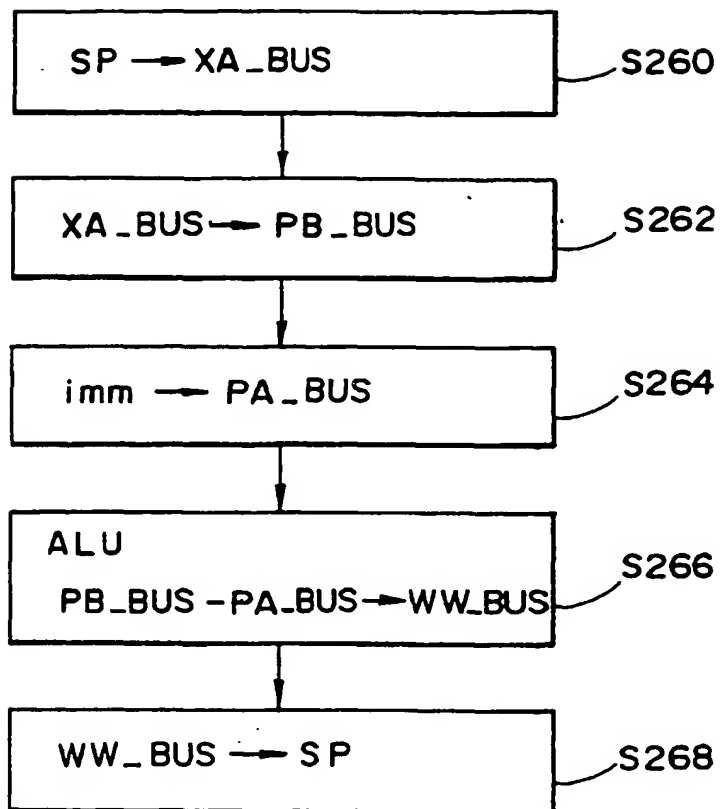 SP → XA_BUS
S260
XA_BUS → PB_BUS
S262
imm → PA_BUS
S264
ALU
PB_BUS - PA_BUS → WW_BUS
S266
WW_BUS → SP
S268